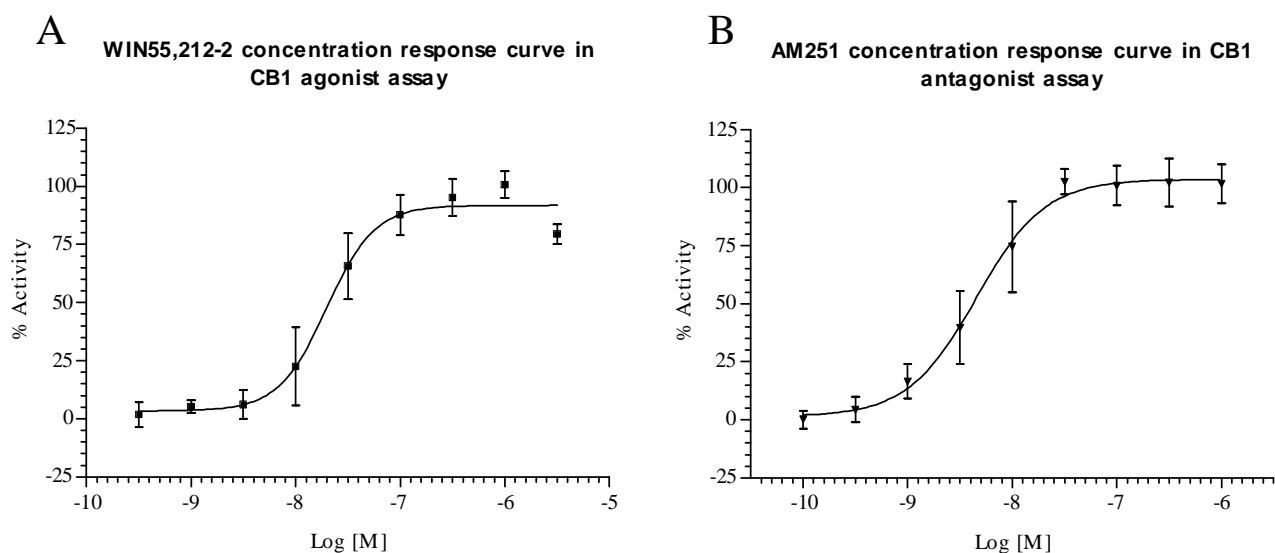 A
WIN55,212-2 concentration response curve in
CB1 agonist assay
125
100
75
50
25
0
-25
% Activity
-10
-9
-8
-7
-6
-5
Log [M]
B
AM251 concentration response curve in CB1
antagonist assay
125
100
75
50
25
0
-25
% Activity
-10
-9
-8
-7
-6
Log [M]